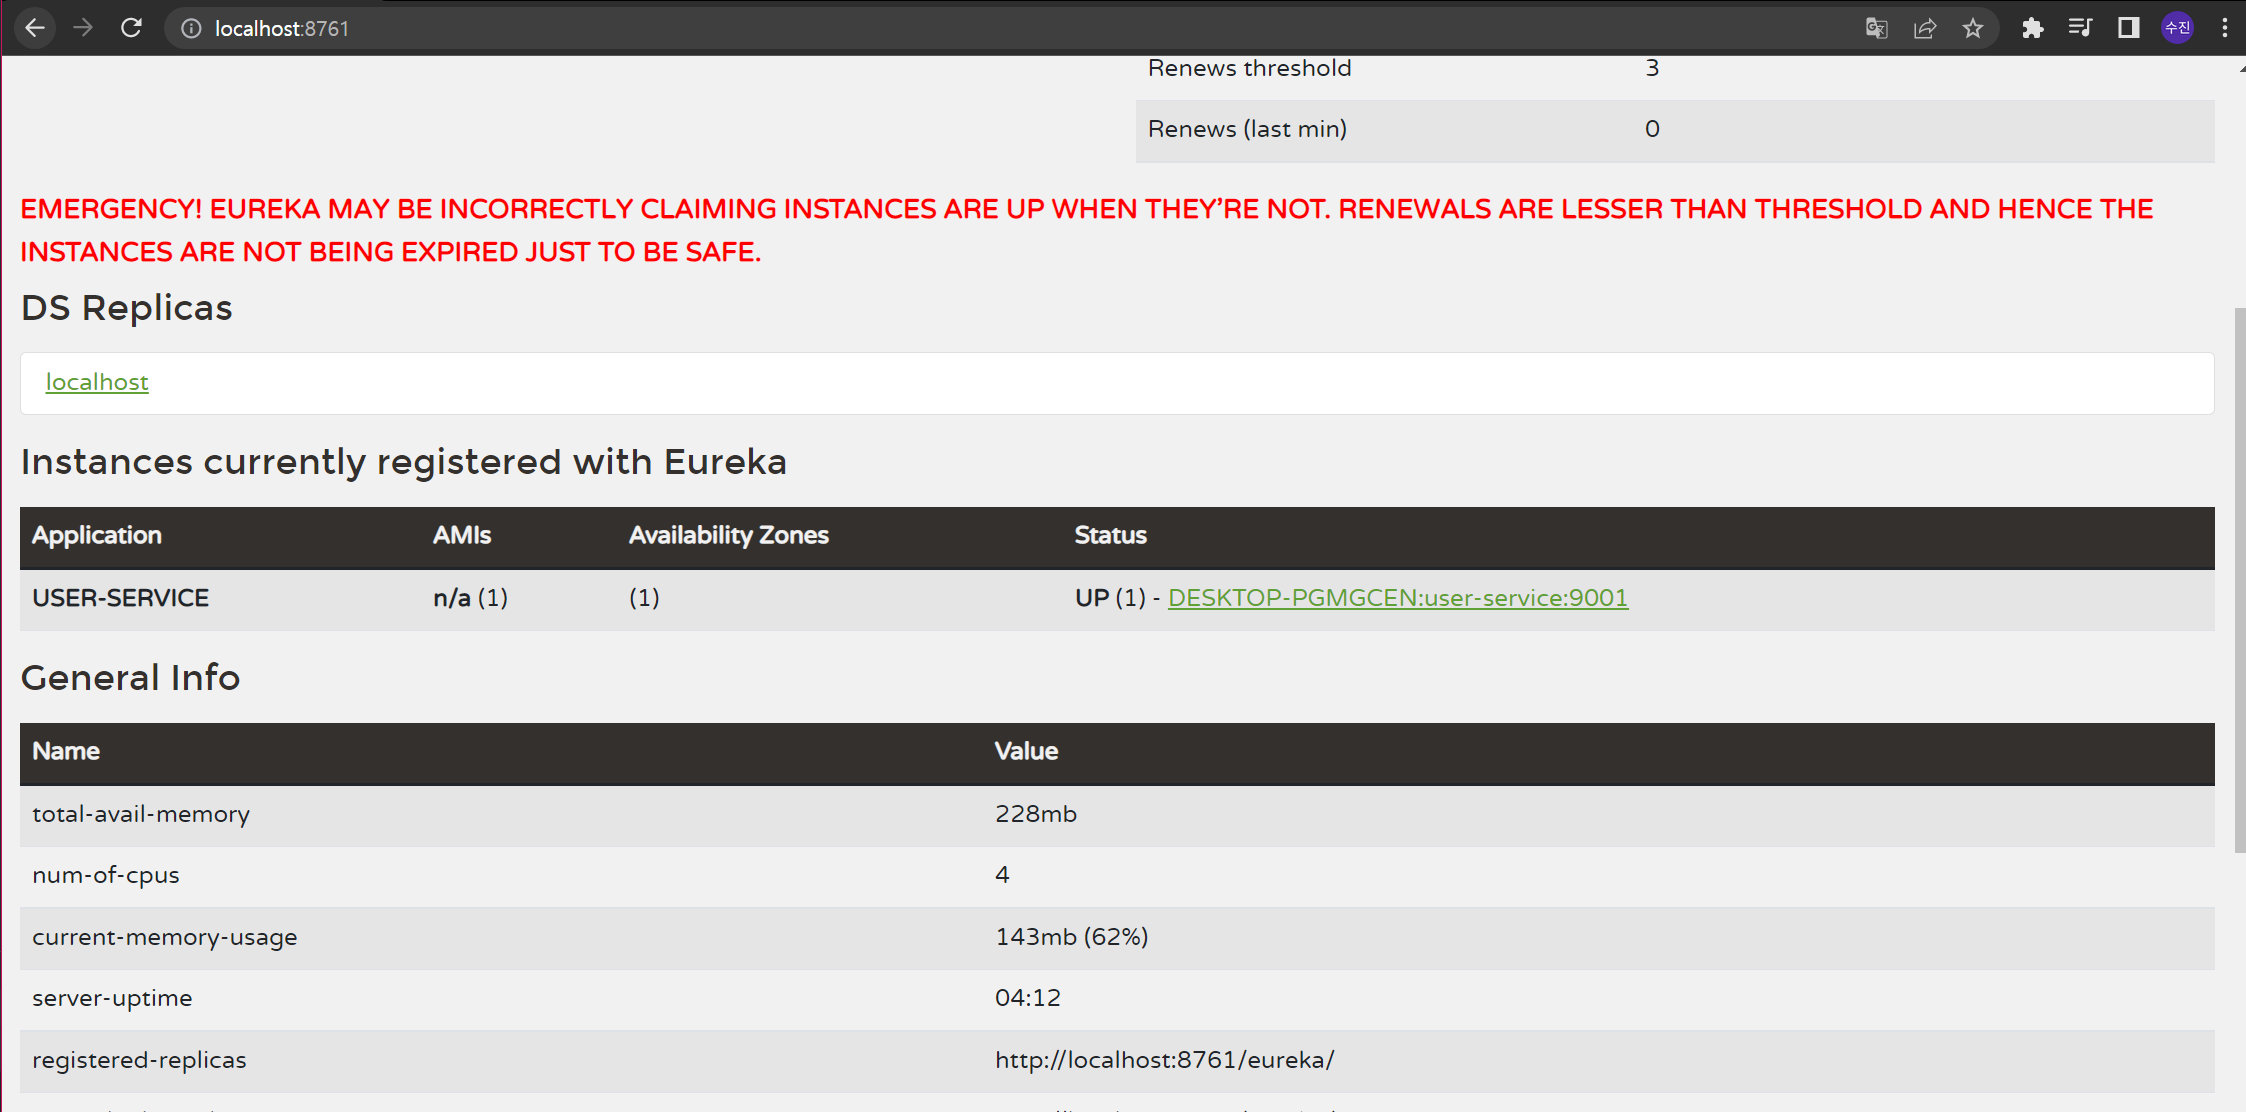 localhost:8761
수진
Renews threshold 3
Renews (last min) 0
EMERGENCY! EUREKA MAY BE INCORRECTLY CLAIMING INSTANCES ARE UP WHEN THEY'RE NOT. RENEWALS ARE LESSER THAN THRESHOLD AND HENCE THE
INSTANCES ARE NOT BEING EXPIRED JUST TO BE SAFE.
DS Replicas
localhost
Instances currently registered with Eureka
Application AMIs Availability Zones Status
USER-SERVICE n/a (1) (1) UP (1) - DESKTOP-PGMGCEN:user-service:9001
General Info
Name Value
total-avail-memory 228mb
num-of-cpus 4
current-memory-usage 143mb (62%)
server-uptime 04:12
registered-replicas http://localhost:8761/eureka/